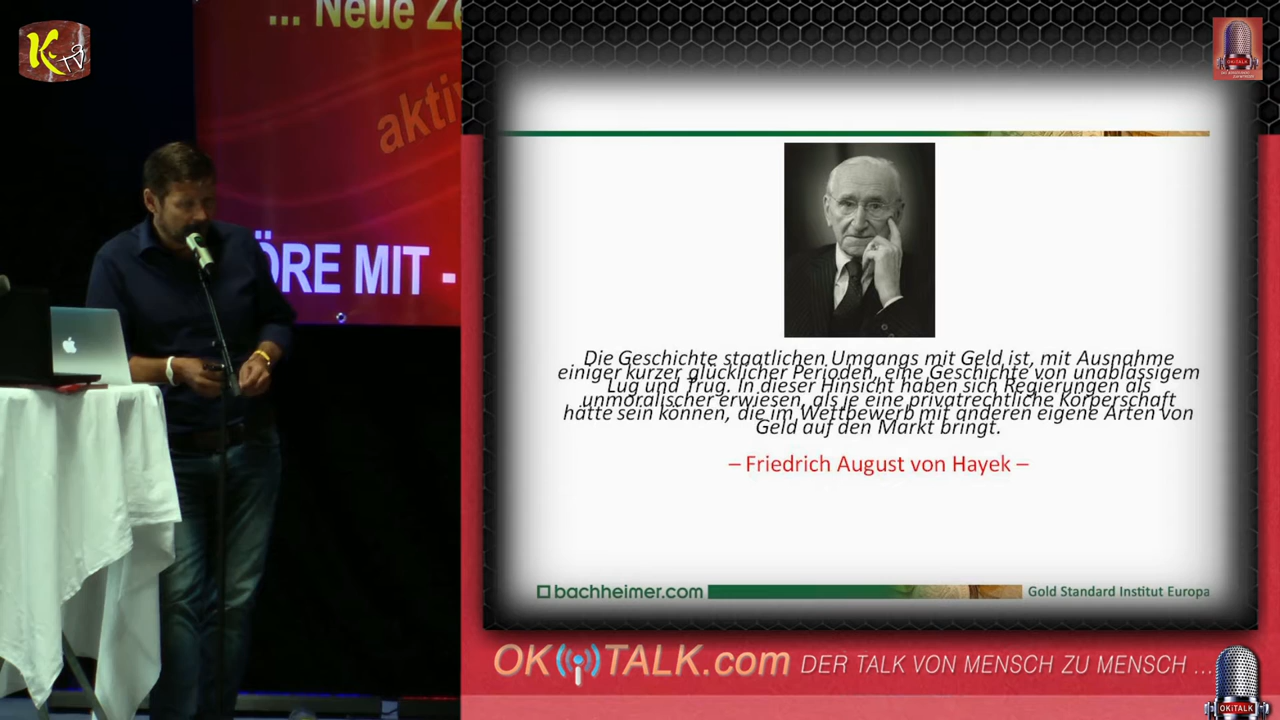 K-TV
... Neue Ze
aktiv
ÖRE MIT -
OKiTALK
Die Geschichte staatlichen Umgangs mit Geld ist, mit Ausnahme
einiger kurzer glücklicher Perioden, eine Geschichte von unablässigem
Lug und Trug. In dieser Hinsicht haben sich Regierungen als
unmoralischer erwiesen, als je eine privatrechtliche Körperschaft
hätte sein können, die im Wettbewerb mit anderen eigene Arten von
Geld auf den Markt bringt.
– Friedrich August von Hayek –
bachheimer.com
Gold Standard Institut Europa
OKiTALK.com DER TALK VON MENSCH ZU MENSCH ...
OKiTALK